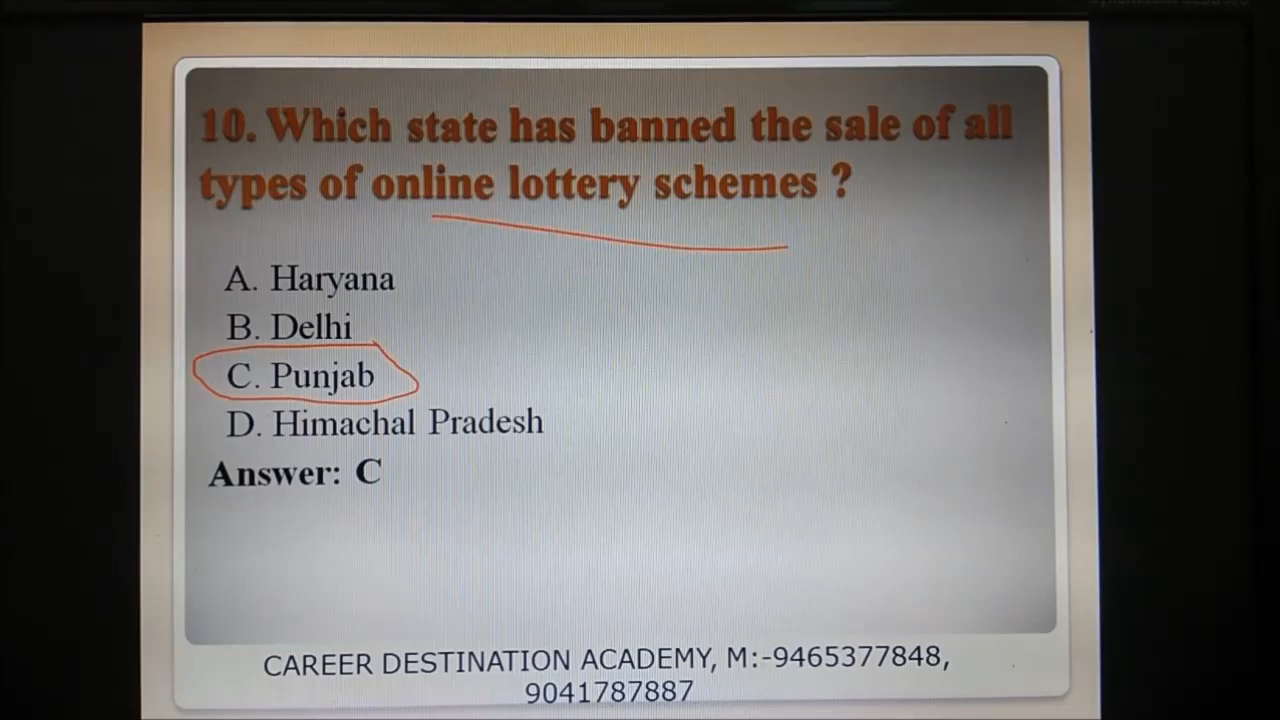 10. Which state has banned the sale of all
types of online lottery schemes ?
A. Haryana
B. Delhi
C. Punjab
D. Himachal Pradesh
Answer: C
CAREER DESTINATION ACADEMY, M:-9465377848,
9041787887